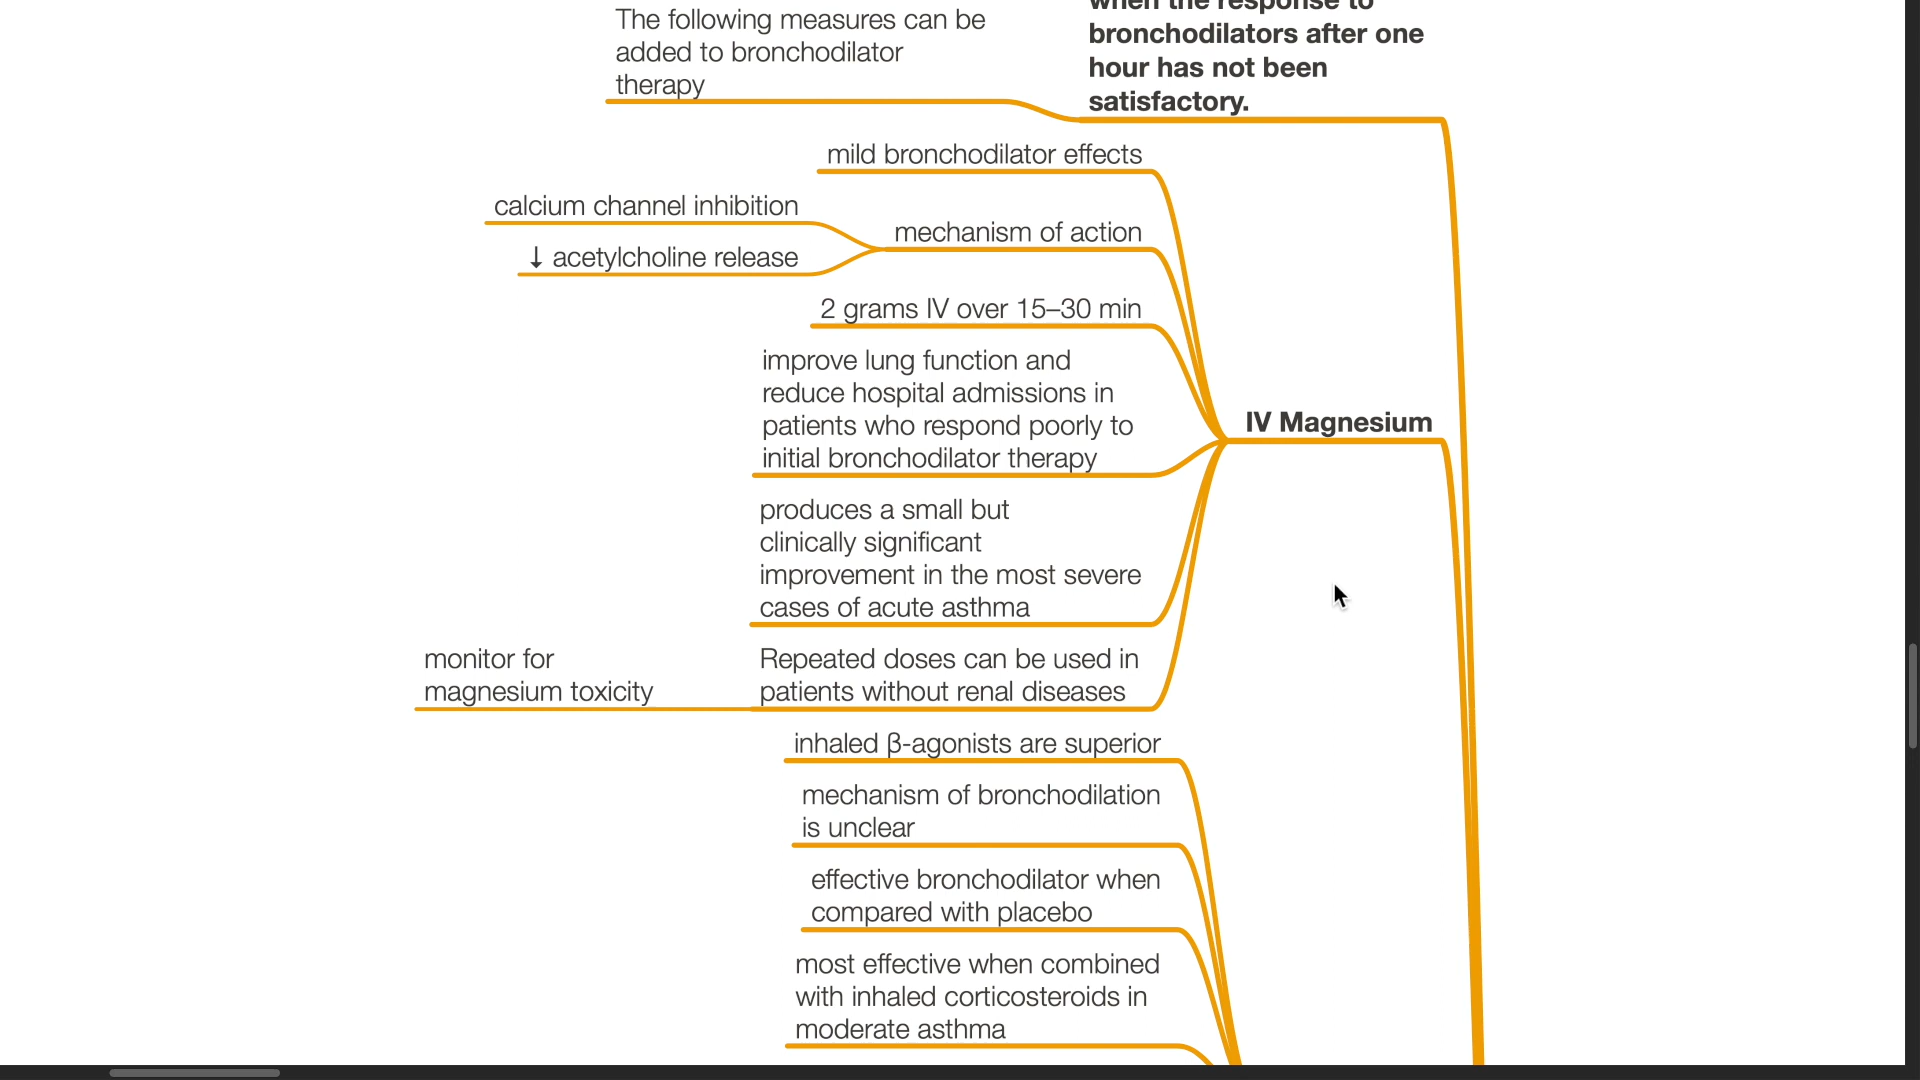 The following measures can be
added to bronchodilator
therapy
when the response to
bronchodilators after one
hour has not been
satisfactory.
mild bronchodilator effects
calcium channel inhibition
↓ acetylcholine release
mechanism of action
2 grams IV over 15–30 min
improve lung function and
reduce hospital admissions in
patients who respond poorly to
initial bronchodilator therapy
IV Magnesium
produces a small but
clinically significant
improvement in the most severe
cases of acute asthma
monitor for
magnesium toxicity
Repeated doses can be used in
patients without renal diseases
inhaled β-agonists are superior
mechanism of bronchodilation
is unclear
effective bronchodilator when
compared with placebo
most effective when combined
with inhaled corticosteroids in
moderate asthma